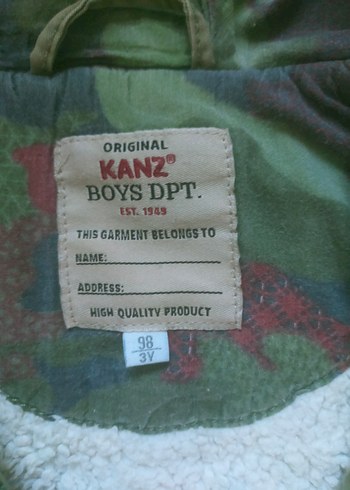 ORIGINAL
KANZ®
BOYS DPT.
EST. 1949
THIS GARMENT BELONGS TO
NAME:
ADDRESS:
HIGH QUALITY PRODUCT
98
3Y